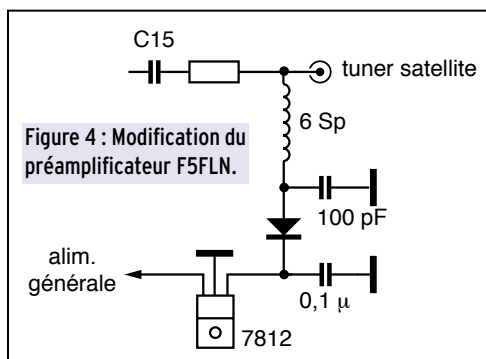 C15
tuner satellite
6 Sp
Figure 4 : Modification du
préamplificateur F5FLN.
100 pF
alim.
générale
0,1 µ
7812